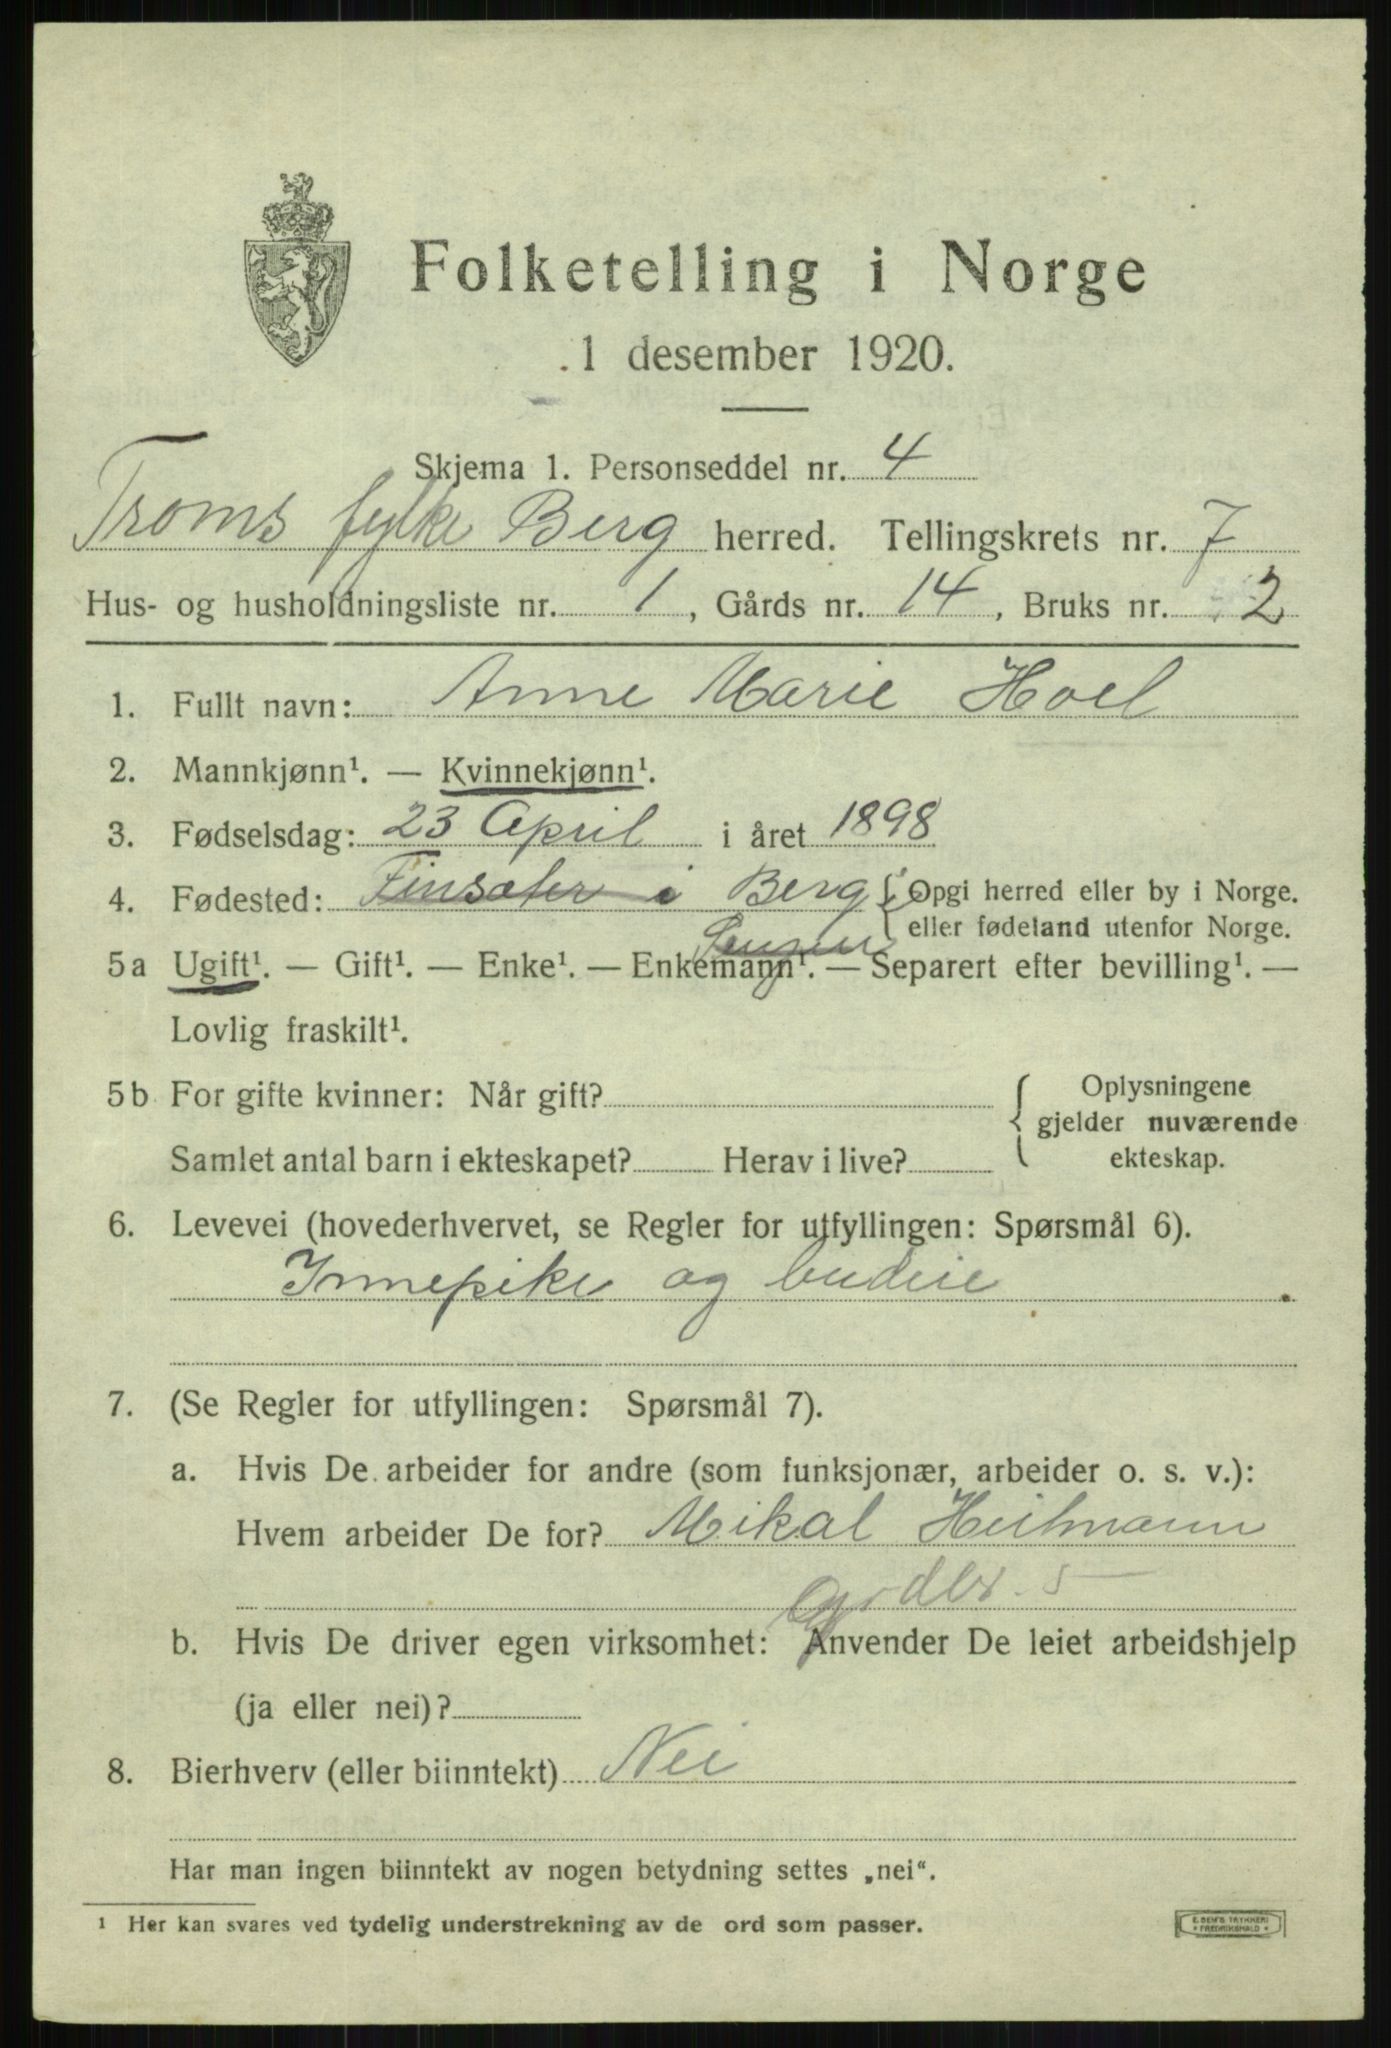 Folketelling i Norge
1 desember 1920.
Skjema 1. Personseddel nr. 4
Troms fylke Berg herred. Tellingskrets nr. 7
Hus- og husholdningsliste nr. 1, Gårds nr. 14, Bruks nr. 2
1. Fullt navn: Anne Marie Hoel
2. Mannkjønn¹. — Kvinnekjønn¹.
3. Fødselsdag: 23 April i året 1898
4. Fødested: Finsæter i Berg i { Opgi herred eller by i Norge.
eller fødeland utenfor Norge.
Senjen
5 a Ugift¹. — Gift¹. — Enke¹. — Enkemann¹. — Separert efter bevilling¹. —
Lovlig fraskilt¹.
5 b For gifte kvinner: Når gift? { Oplysningene
gjelder nuværende
Samlet antal barn i ekteskapet? Herav i live? ekteskap.
6. Levevei (hovederhvervet, se Regler for utfyllingen: Spørsmål 6).
Innepike og budeie
7. (Se Regler for utfyllingen: Spørsmål 7).
a. Hvis De arbeider for andre (som funksjonær, arbeider o. s. v.):
Hvem arbeider De for? Mikal Heitmann
b. Hvis De driver egen virksomhet: Anvender De leiet arbeidshjelp
(ja eller nei)?
8. Bierhverv (eller biinntekt) Nei
Har man ingen biinntekt av nogen betydning settes „nei“.
¹ Her kan svares ved tydelig understrekning av de ord som passer.
E. SEM'S TRYKKERI
* FREDRIKSHALD *